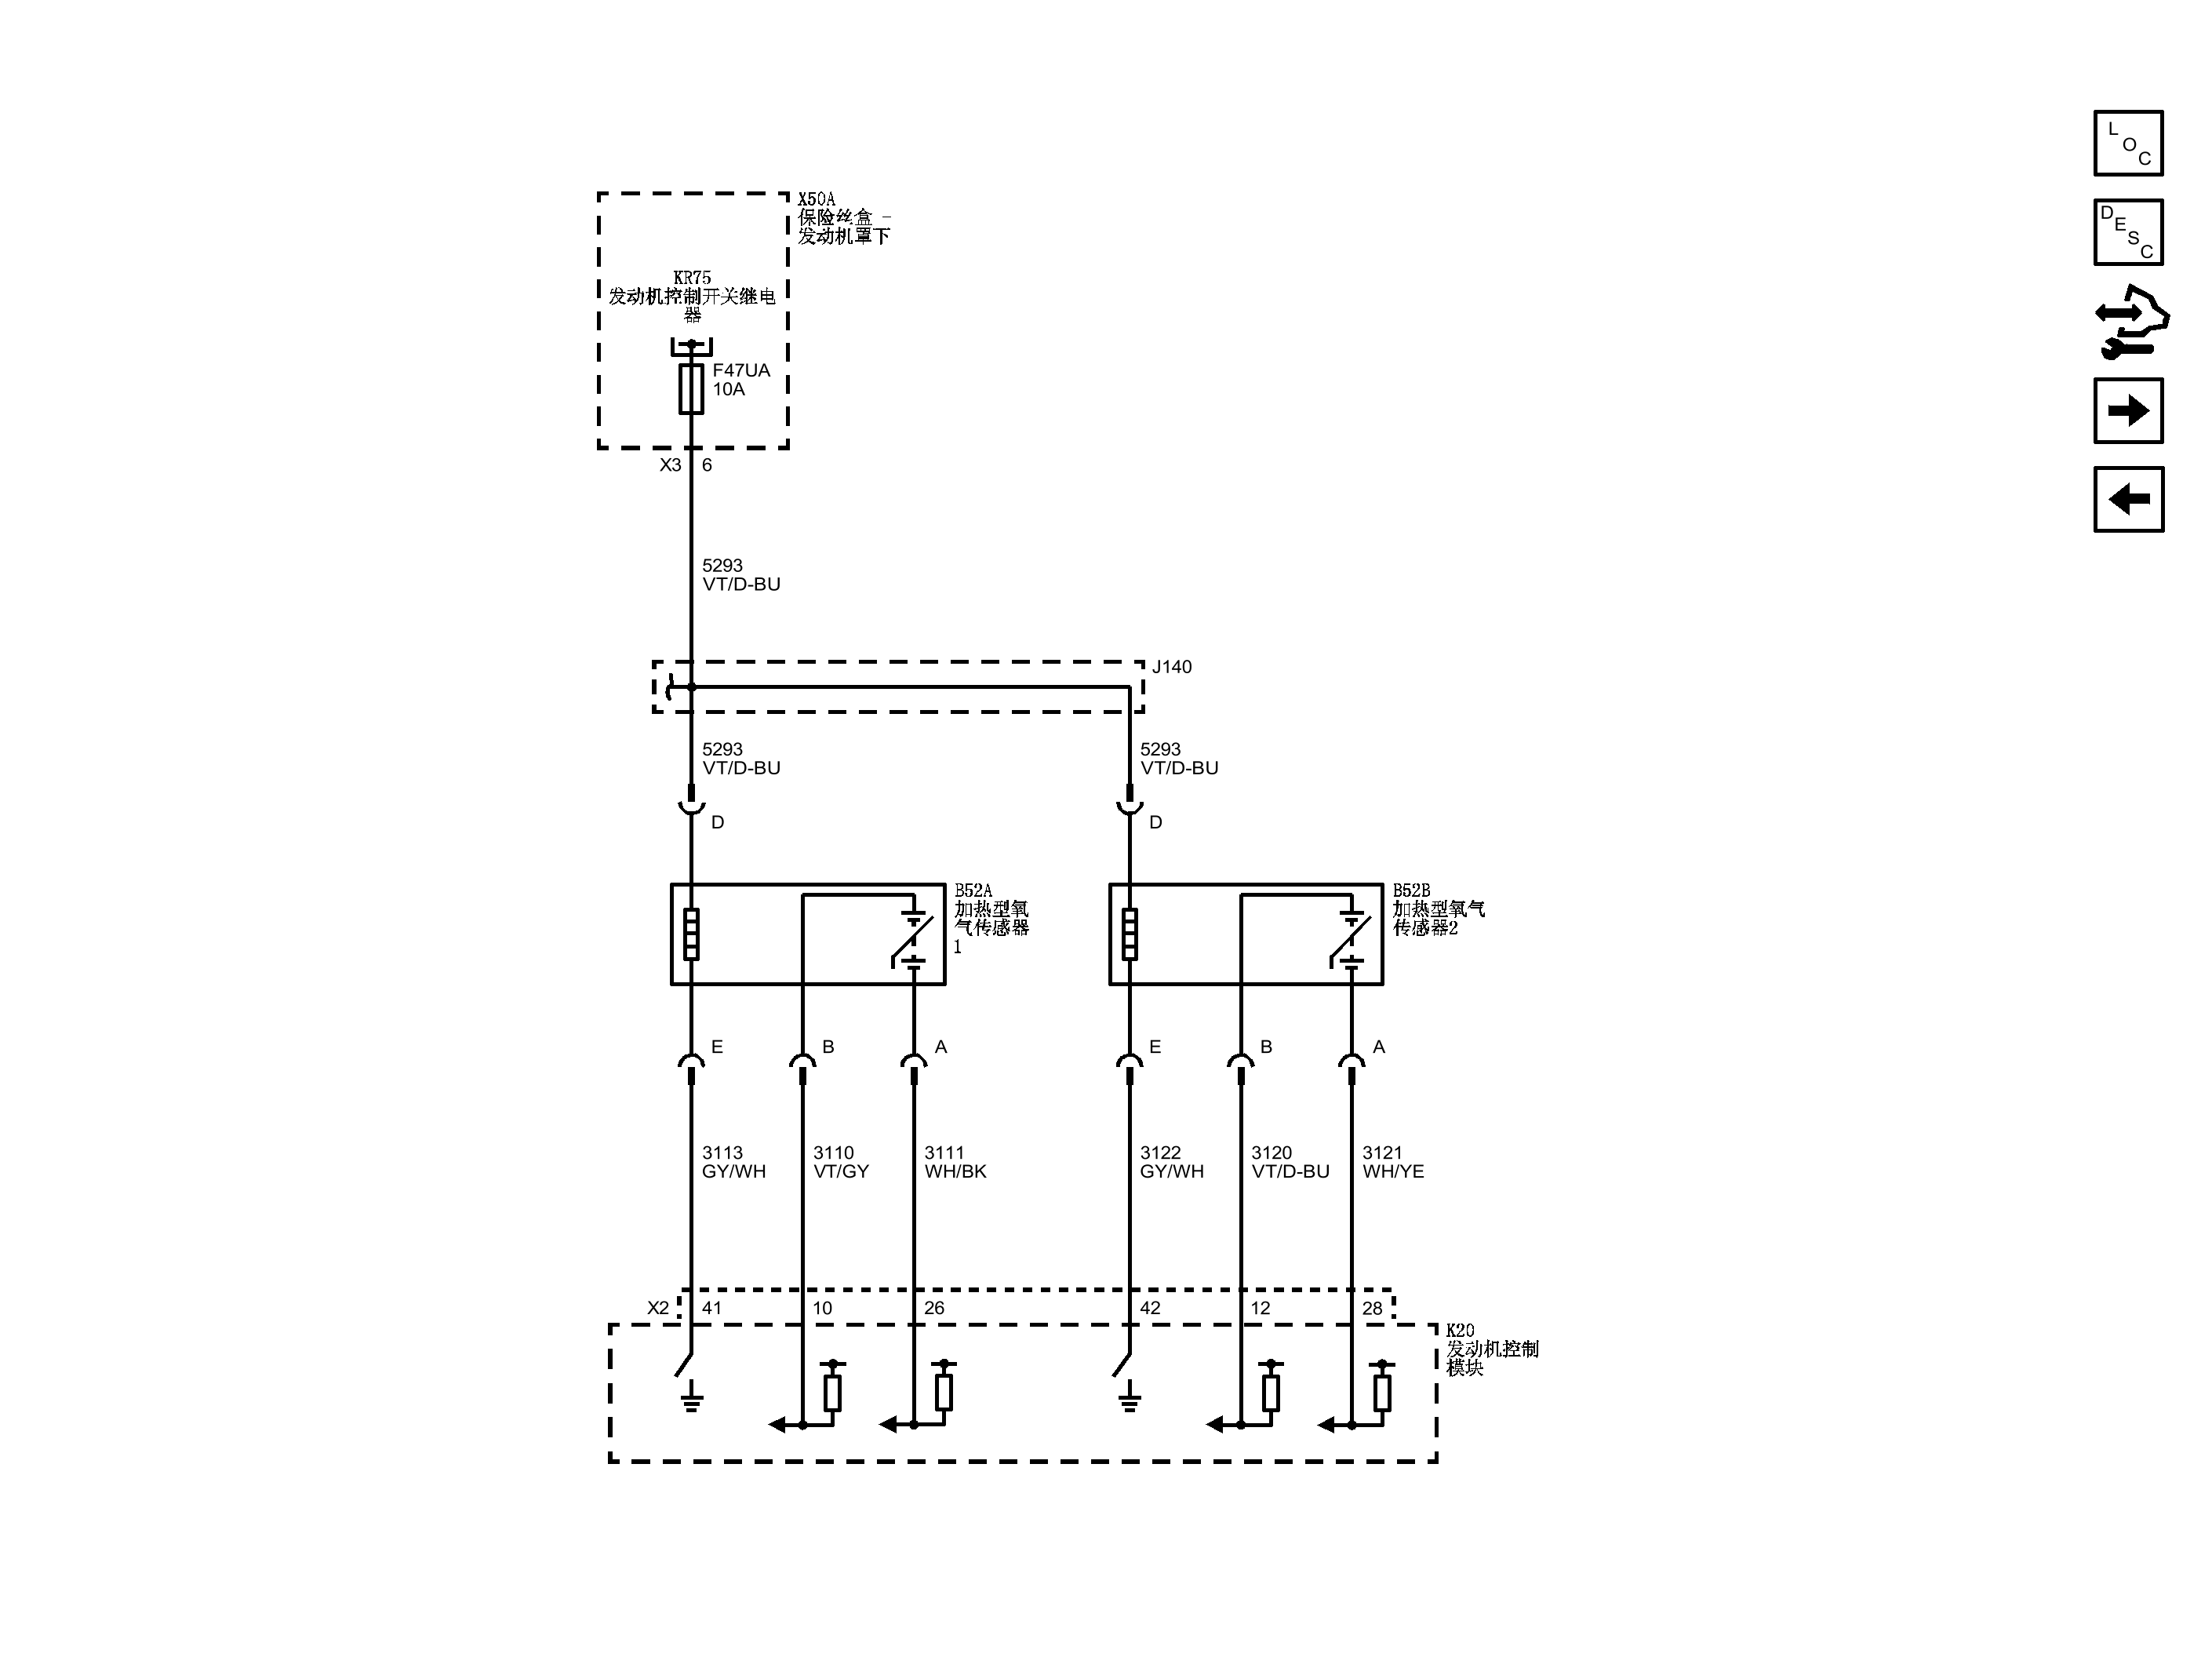 LOC
DESC
X50A
保险丝盒 -
发动机罩下
KR75
发动机控制开关继电
器
F47UA
10A
X3 6
5293
VT/D-BU
J140
5293
VT/D-BU
5293
VT/D-BU
D
D
B52A
加热型氧
气传感器
1
B52B
加热型氧气
传感器2
E B A E B A
3113
GY/WH
3110
VT/GY
3111
WH/BK
3122
GY/WH
3120
VT/D-BU
3121
WH/YE
X2 41 10 26 42 12 28
K20
发动机控制
模块